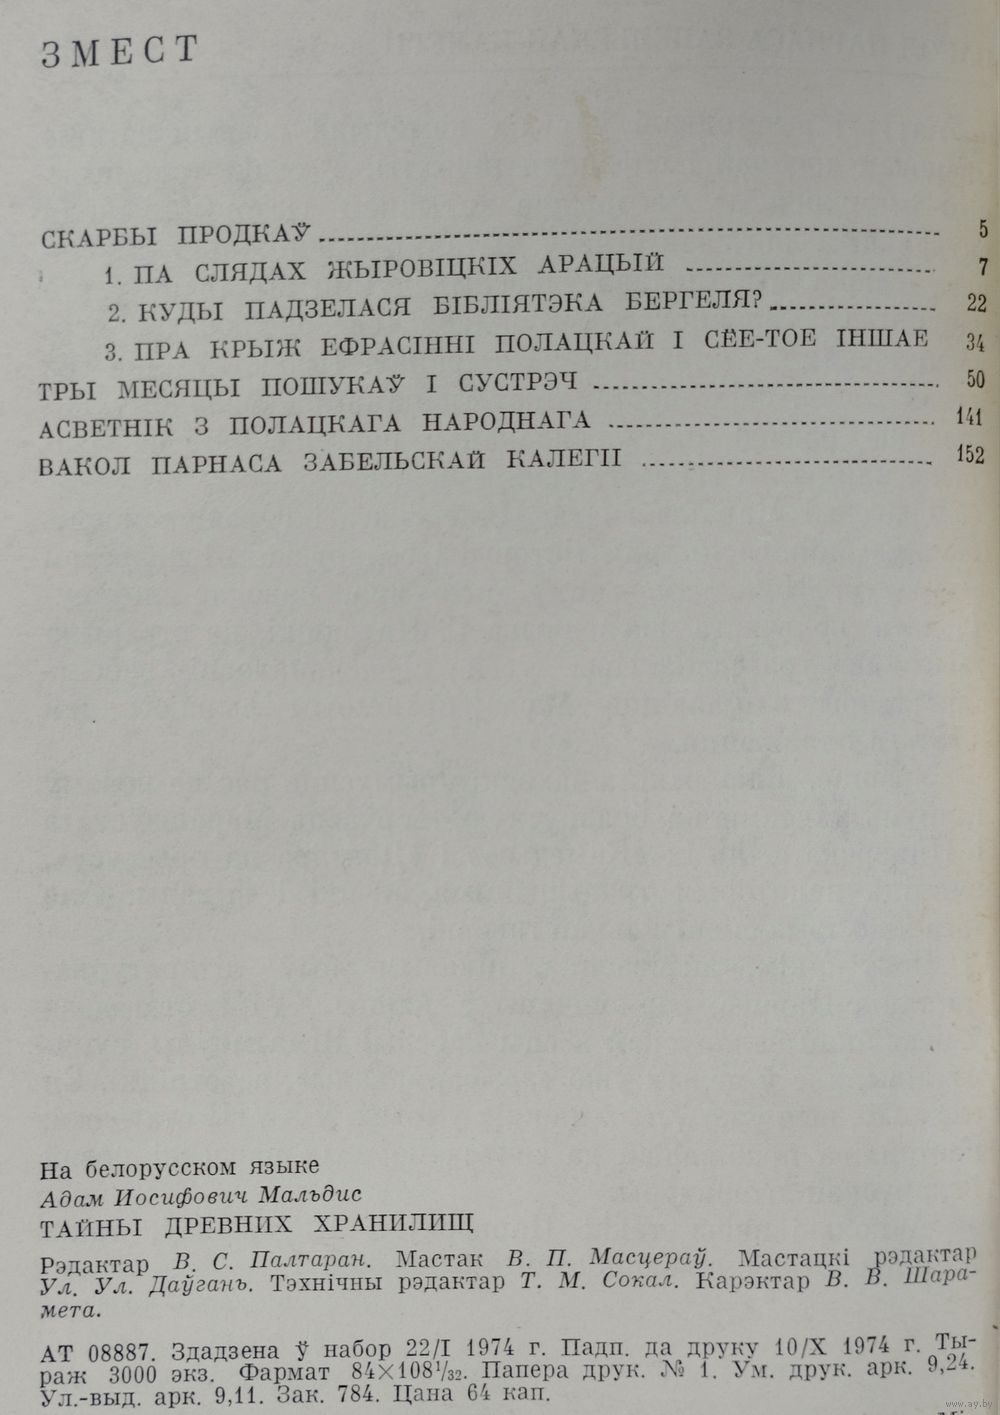 ЗМЕСТ
СКАРБЫ ПРОДКАЎ 5
1. ПА СЛЯДАХ ЖЫРОВІЦКІХ АРАЦЫЙ 7
2. КУДЫ ПАДЗЕЛАСЯ БІБЛІЯТЭКА БЕРГЕЛЯ? 22
3. ПРА КРЫЖ ЕФРАСІННІ ПОЛАЦКАЙ І СЁЕ-ТОЕ ІНШАЕ 34
ТРЫ МЕСЯЦЫ ПОШУКАЎ І СУСТРЭЧ 50
АСВЕТНІК З ПОЛАЦКАГА НАРОДНАГА 141
ВАКОЛ ПАРНАСА ЗАБЕЛЬСКАЙ КАЛЕГІІ 152
На белорусском языке
Адам Иосифович Мальдис
ТАЙНЫ ДРЕВНИХ ХРАНИЛИЩ
Рэдактар В. С. Палтаран. Мастак В. П. Масцераў. Мастацкі рэдактар
Ул. Ул. Даўгань. Тэхнічны рэдактар Т. М. Сокал. Карэктар В. В. Шара-
мета.
АТ 08887. Здадзена ў набор 22/I 1974 г. Падп. да друку 10/X 1974 г. Ты-
раж 3000 экз. Фармат 84×108¹/₃₂. Папера друк. № 1. Ум. друк. арк. 9,24.
Ул.-выд. арк. 9,11. Зак. 784. Цана 64 кап.
www.ay.by